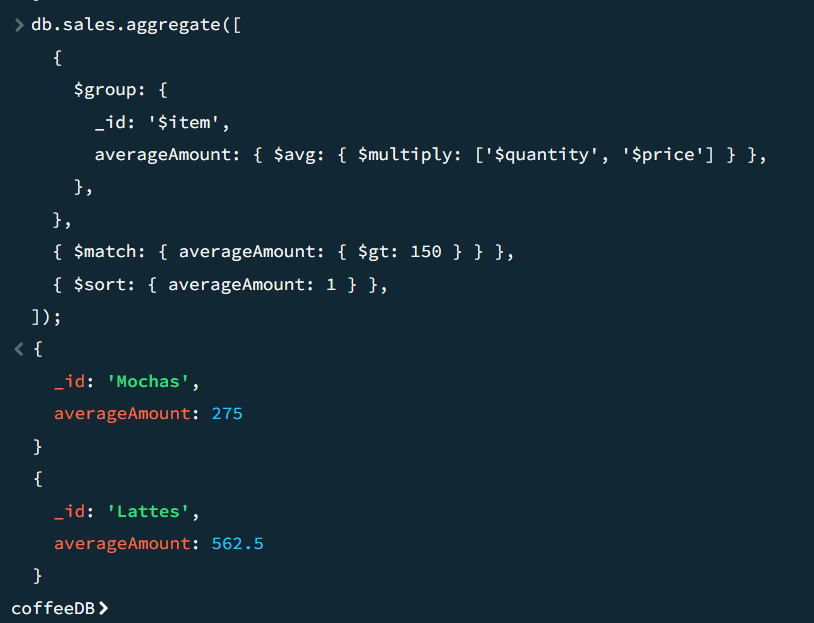 db.sales.aggregate([
{
$group: {
_id: '$item',
averageAmount: { $avg: { $multiply: ['$quantity', '$price'] } },
},
},
{ $match: { averageAmount: { $gt: 150 } } },
{ $sort: { averageAmount: 1 } },
]);
{
_id: 'Mochas',
averageAmount: 275
}
{
_id: 'Lattes',
averageAmount: 562.5
}
coffeeDB>